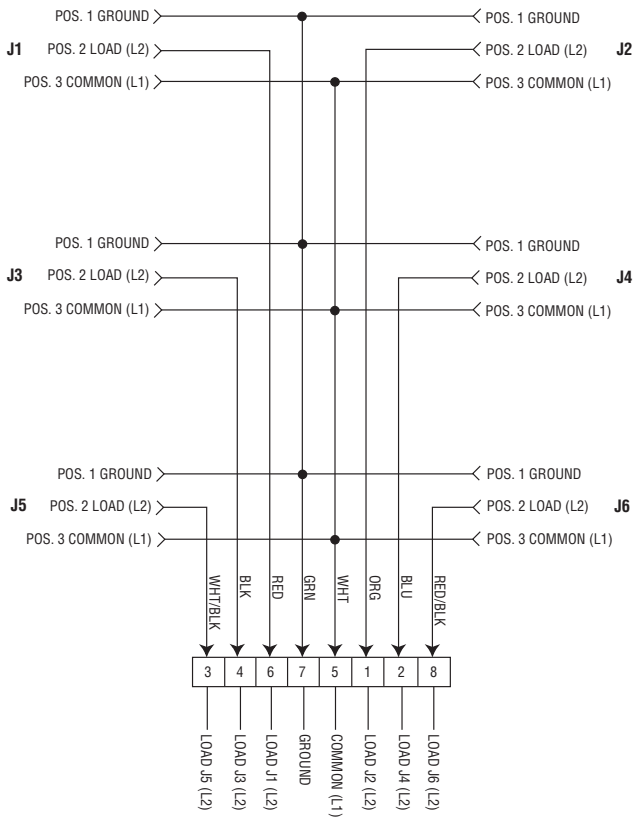 POS. 1 GROUND
POS. 1 GROUND
J1
POS. 2 LOAD (L2)
POS. 2 LOAD (L2)
J2
POS. 3 COMMON (L1)
POS. 3 COMMON (L1)
POS. 1 GROUND
POS. 1 GROUND
J3
POS. 2 LOAD (L2)
POS. 2 LOAD (L2)
J4
POS. 3 COMMON (L1)
POS. 3 COMMON (L1)
POS. 1 GROUND
POS. 1 GROUND
J5
POS. 2 LOAD (L2)
POS. 2 LOAD (L2)
J6
POS. 3 COMMON (L1)
POS. 3 COMMON (L1)
WHT/BLK
BLK
RED
GRN
WHT
ORG
BLU
RED/BLK
3
4
6
7
5
1
2
8
LOAD J5 (L2)
LOAD J3 (L2)
LOAD J1 (L2)
GROUND
COMMON (L1)
LOAD J2 (L2)
LOAD J4 (L2)
LOAD J6 (L2)